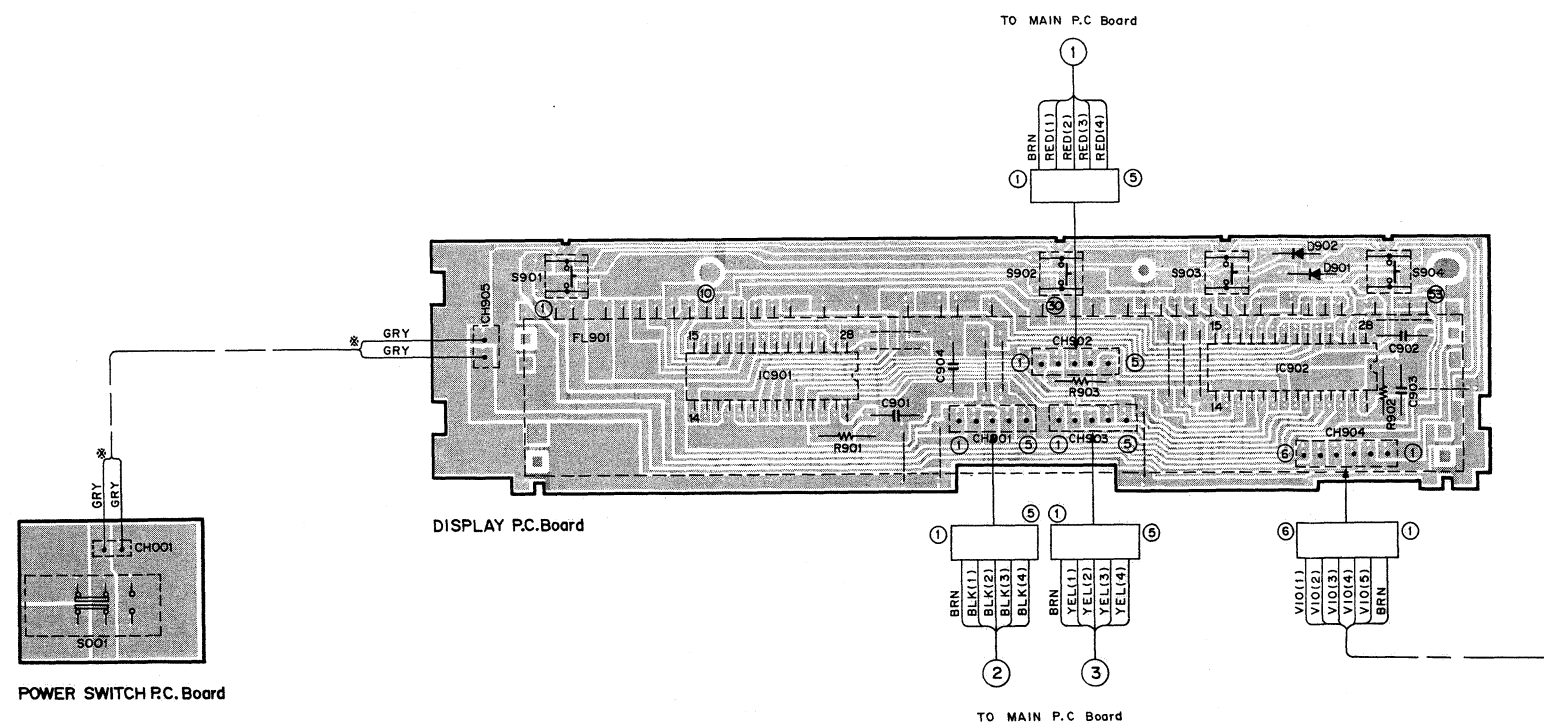 TO MAIN P.C Board
1
BRN
RED(1)
RED(2)
RED(3)
RED(4)
1
5
S901
S902
S903
D902
D901
S904
1
10
30
53
CH905
FL901
15
28
IC901
14
C904
CH902
1
5
R903
15
28
IC902
14
C902
C903
R902
※
GRY
GRY
C901
R901
CH901
1
5
CH903
1
5
CH904
6
1
※
GRY
GRY
CH001
S001
POWER SWITCH P.C. Board
DISPLAY P.C.Board
1
5
BRN
BLK(1)
BLK(2)
BLK(3)
BLK(4)
2
1
5
BRN
YEL(1)
YEL(2)
YEL(3)
YEL(4)
3
6
1
VIO(1)
VIO(2)
VIO(3)
VIO(4)
VIO(5)
BRN
TO MAIN P.C Board